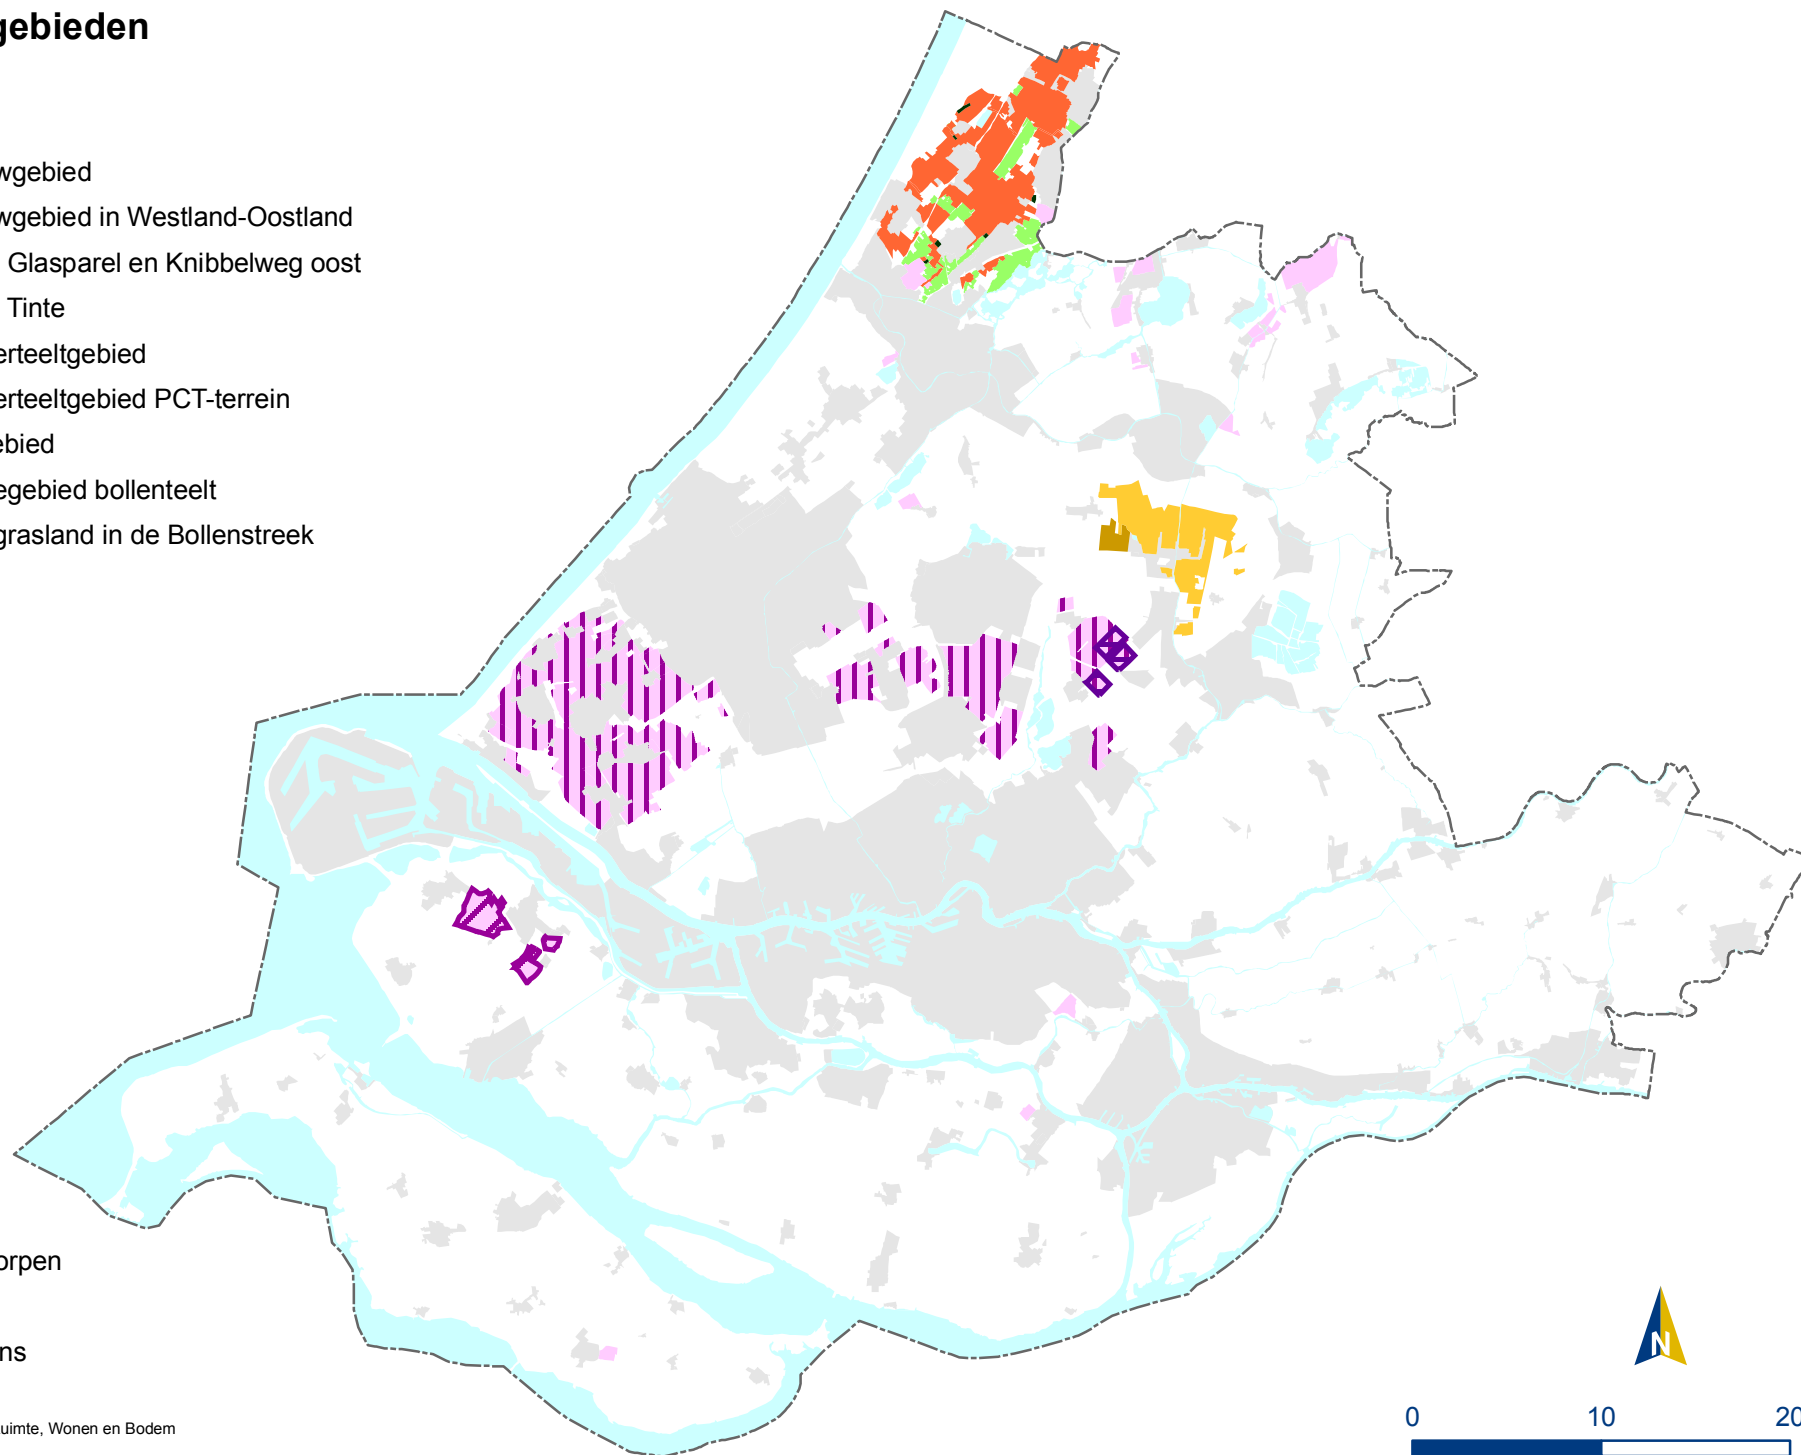 gebieden
wgebied
wgebied in Westland-Oostland
Glasparel en Knibbelweg oost
Tinte
erteeltgebied
erteeltgebied PCT-terrein
ebied
egebied bollenteelt
grasland in de Bollenstreek
orpen
ns
uimte, Wonen en Bodem
N
0 10 20